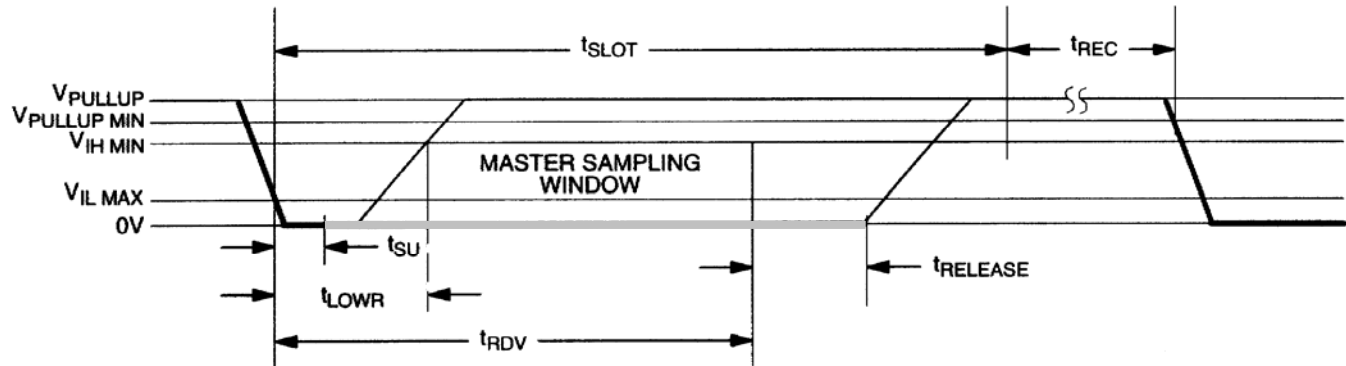 tSLOT
tREC
VPULLUP
VPULLUP MIN
VIH MIN
MASTER SAMPLING
WINDOW
VIL MAX
0V
tSU
tRELEASE
tLOWR
tRDV